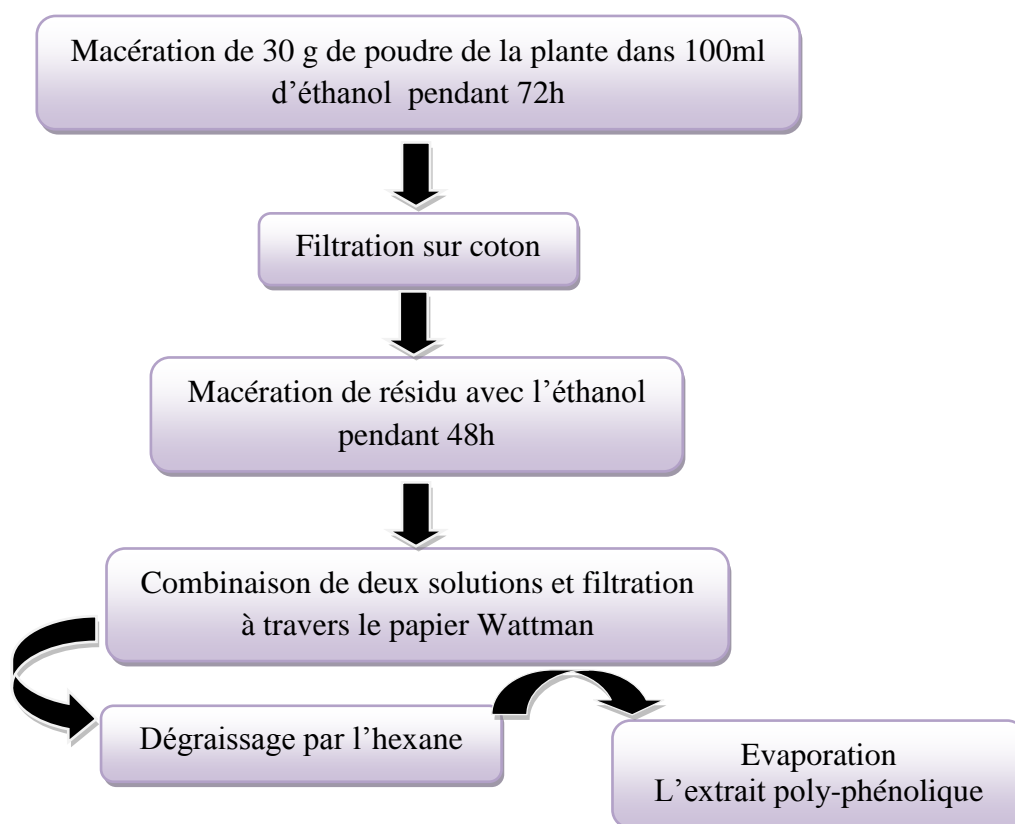 Macération de 30 g de poudre de la plante dans 100ml
d’éthanol pendant 72h
Filtration sur coton
Macération de résidu avec l’éthanol
pendant 48h
Combinaison de deux solutions et filtration
à travers le papier Wattman
Dégraissage par l’hexane
Evaporation
L’extrait poly-phénolique